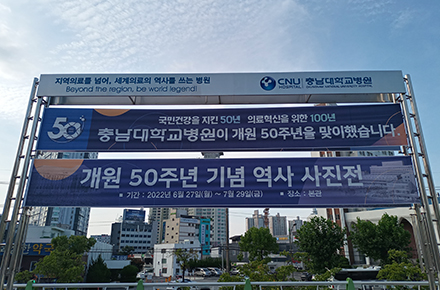 지역의료를 넘어, 세계의료의 역사를 쓰는 병원
Beyond the region, be world legend!
CNU 충남대학교병원
HOSPITAL CHUNGNAM NATIONAL UNIVERSITY HOSPITAL
국민건강을 지킨 50년 의료혁신을 위한 100년
50 충남대학교병원이 개원 50주년을 맞이했습니다.
개원 50주년 기념 역사 사진전
· 기간 : 2022년 6월 27일(월) ~ 7월 29일(금) · 장소 : 본관